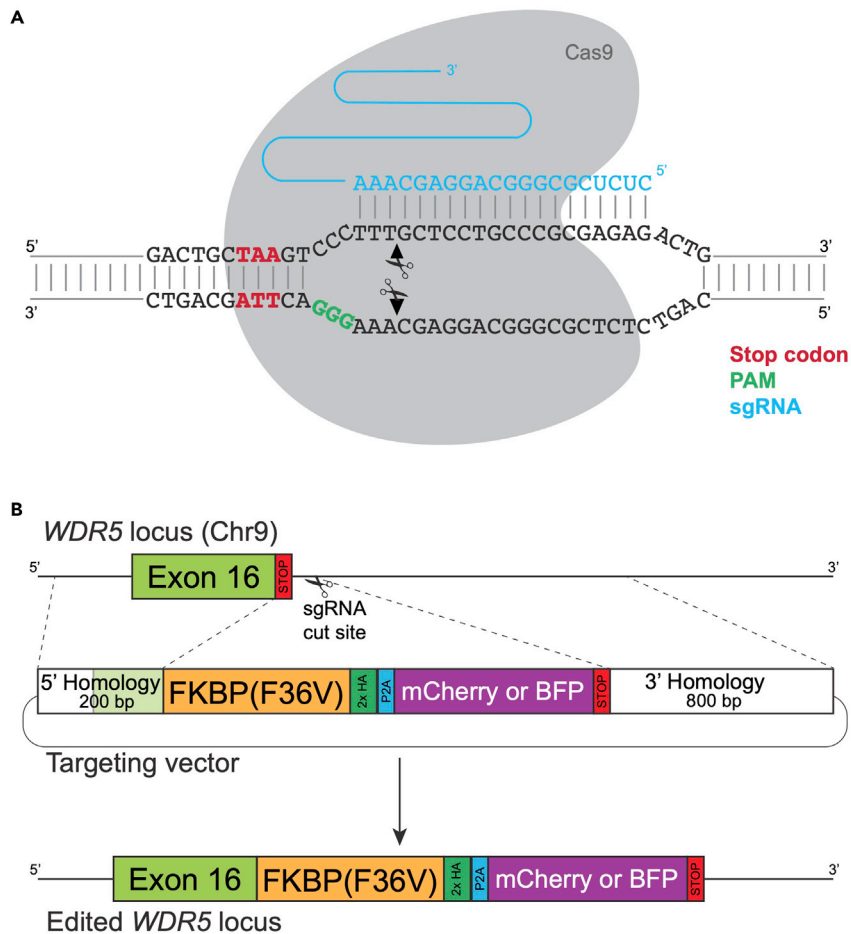 A
Cas9
3’
AAACGAGGACGGGCGCUCUC 5’
5’ GACTGCTAAGTCCCTTTGCTCCTGCCCGCGAGAGACTG 3’
3’ CTGACGATTCAGGGAAACGAGGACGGGCGCTCTCTGAC 5’
Stop codon
PAM
sgRNA
B
WDR5 locus (Chr9)
5’ Exon 16 STOP 3’
sgRNA
cut site
5’ Homology
200 bp
FKBP(F36V) 2x HA P2A mCherry or BFP STOP
3’ Homology
800 bp
Targeting vector
5’ Exon 16 FKBP(F36V) 2x HA P2A mCherry or BFP STOP 3’
Edited WDR5 locus